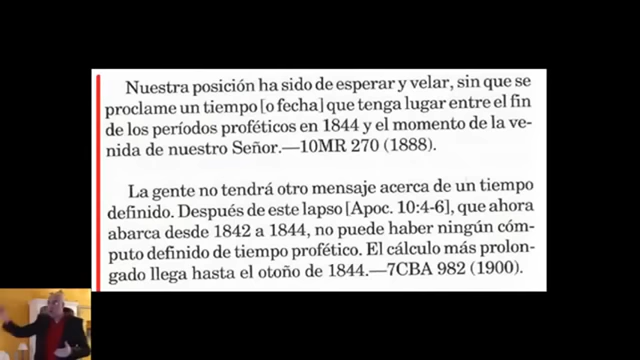 Nuestra posición ha sido de esperar y velar, sin que se
proclame un tiempo [o fecha] que tenga lugar entre el fin
de los períodos proféticos en 1844 y el momento de la ve-
nida de nuestro Señor.—10MR 270 (1888).
La gente no tendrá otro mensaje acerca de un tiempo
definido. Después de este lapso [Apoc. 10:4-6], que ahora
abarca desde 1842 a 1844, no puede haber ningún cóm-
puto definido de tiempo profético. El cálculo más prolon-
gado llega hasta el otoño de 1844.—7CBA 982 (1900).